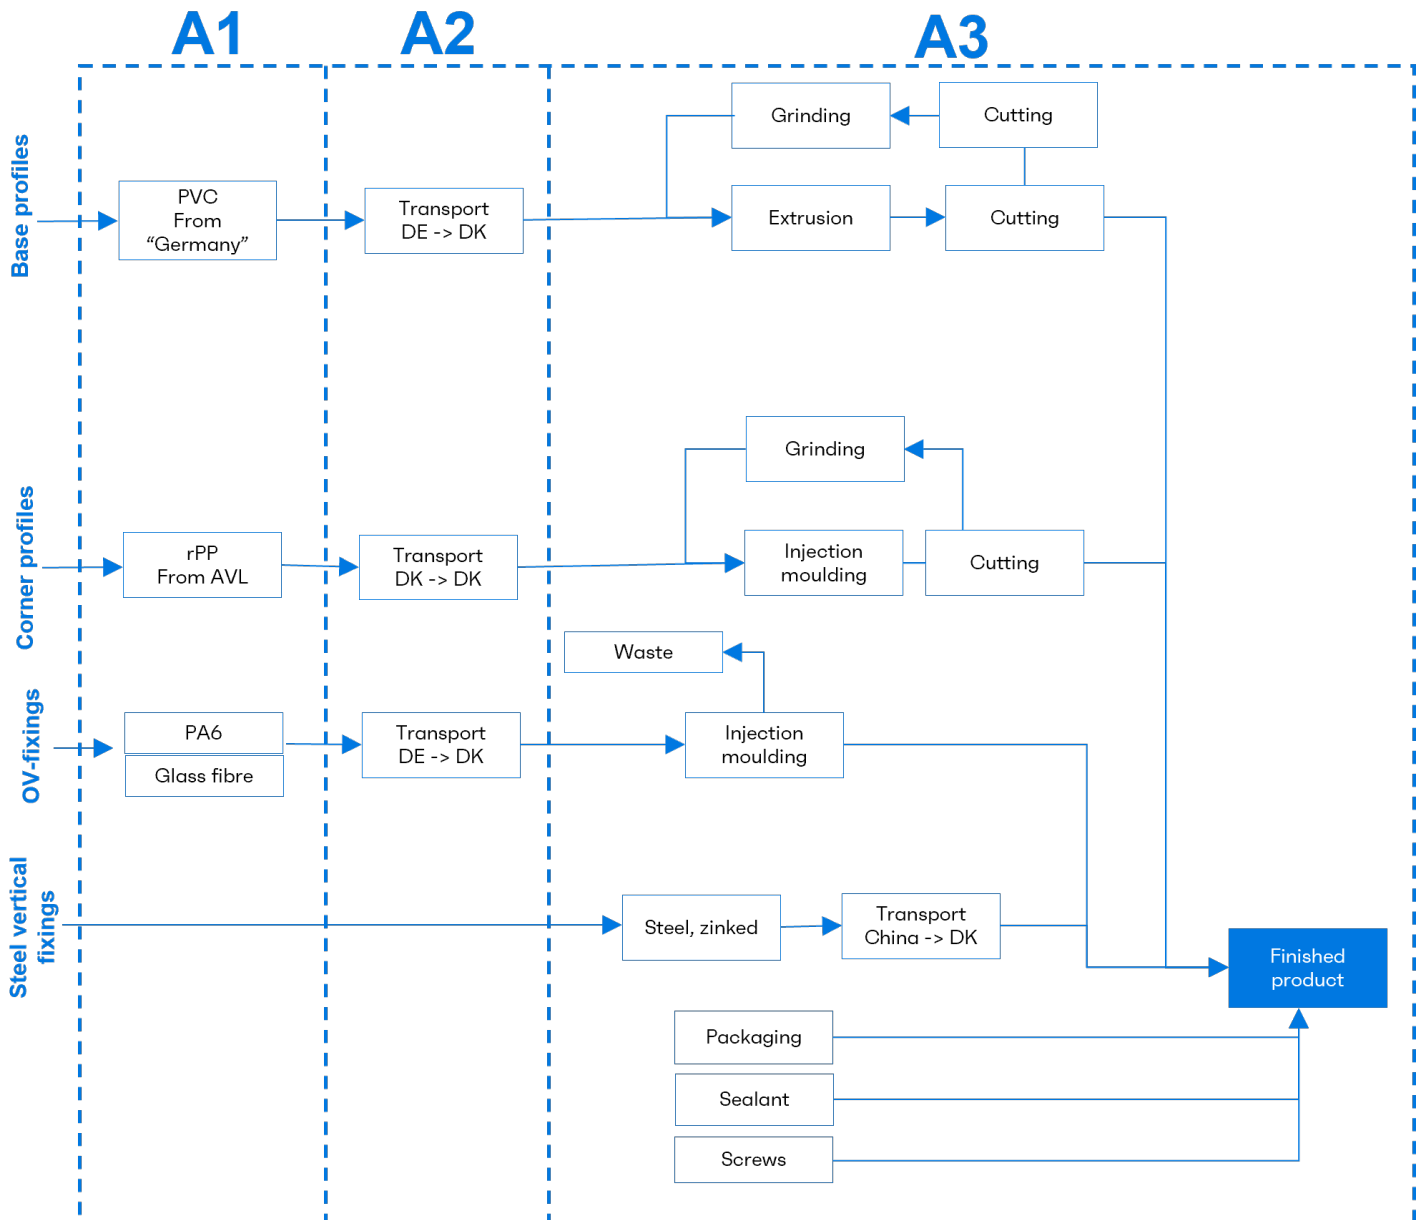 A1
A2
A3
Base profiles
PVC
From
“Germany”
Transport
DE -> DK
Grinding
Cutting
Extrusion
Cutting
Corner profiles
rPP
From AVL
Transport
DK -> DK
Grinding
Injection
moulding
Cutting
OV-fixings
PA6
Glass fibre
Transport
DE -> DK
Waste
Injection
moulding
Steel vertical
fixings
Steel, zinked
Transport
China -> DK
Finished
product
Packaging
Sealant
Screws